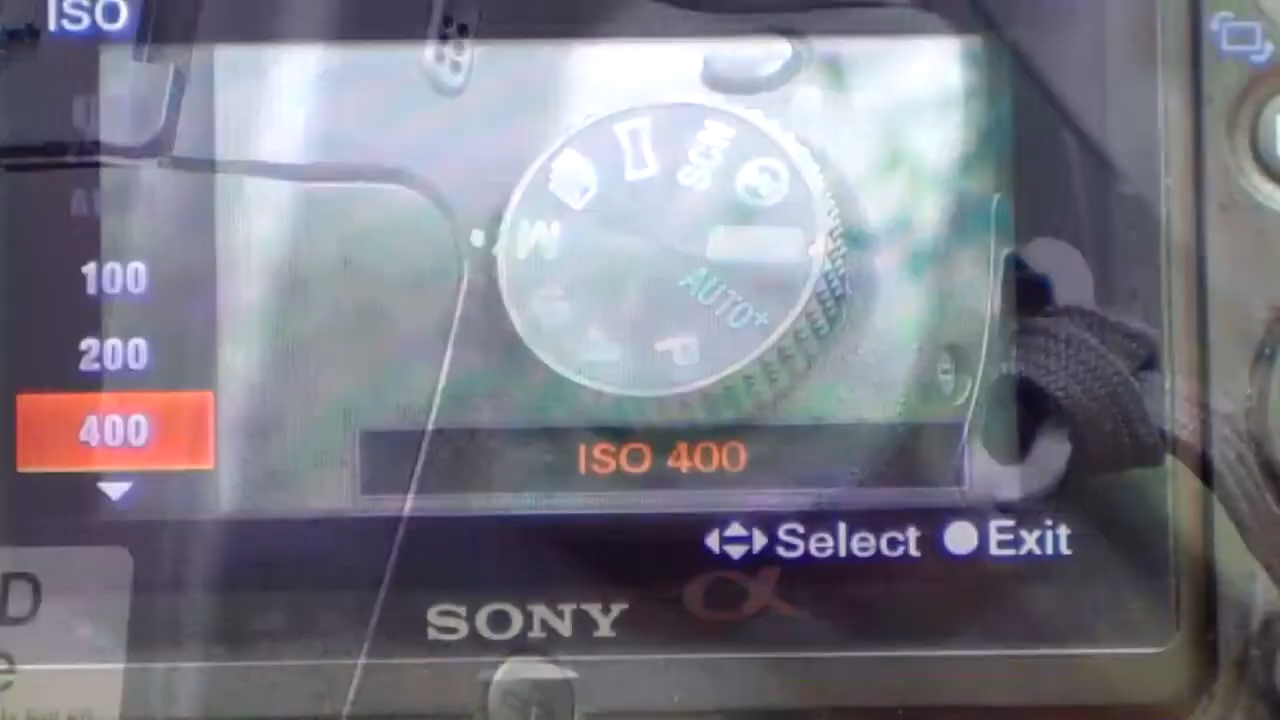 ISO
SCN
M
AUTO+
P
100
200
400
ISO 400
Select
Exit
D
SONY α
e